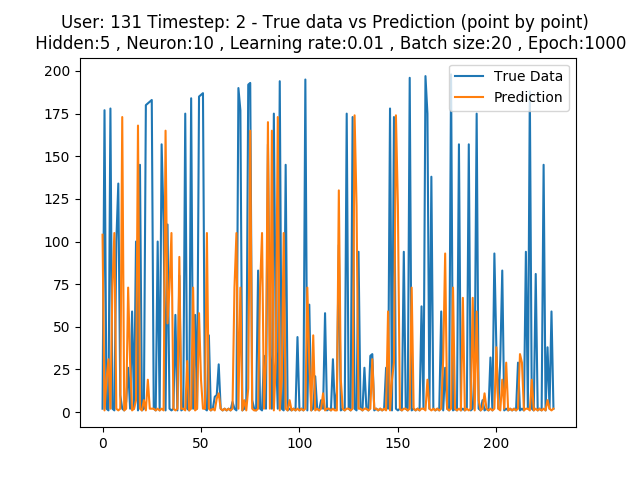 User: 131 Timestep: 2 - True data vs Prediction (point by point)
Hidden:5 , Neuron:10 , Learning rate:0.01 , Batch size:20 , Epoch:1000
True Data
Prediction
200
175
150
125
100
75
50
25
0
0 50 100 150 200